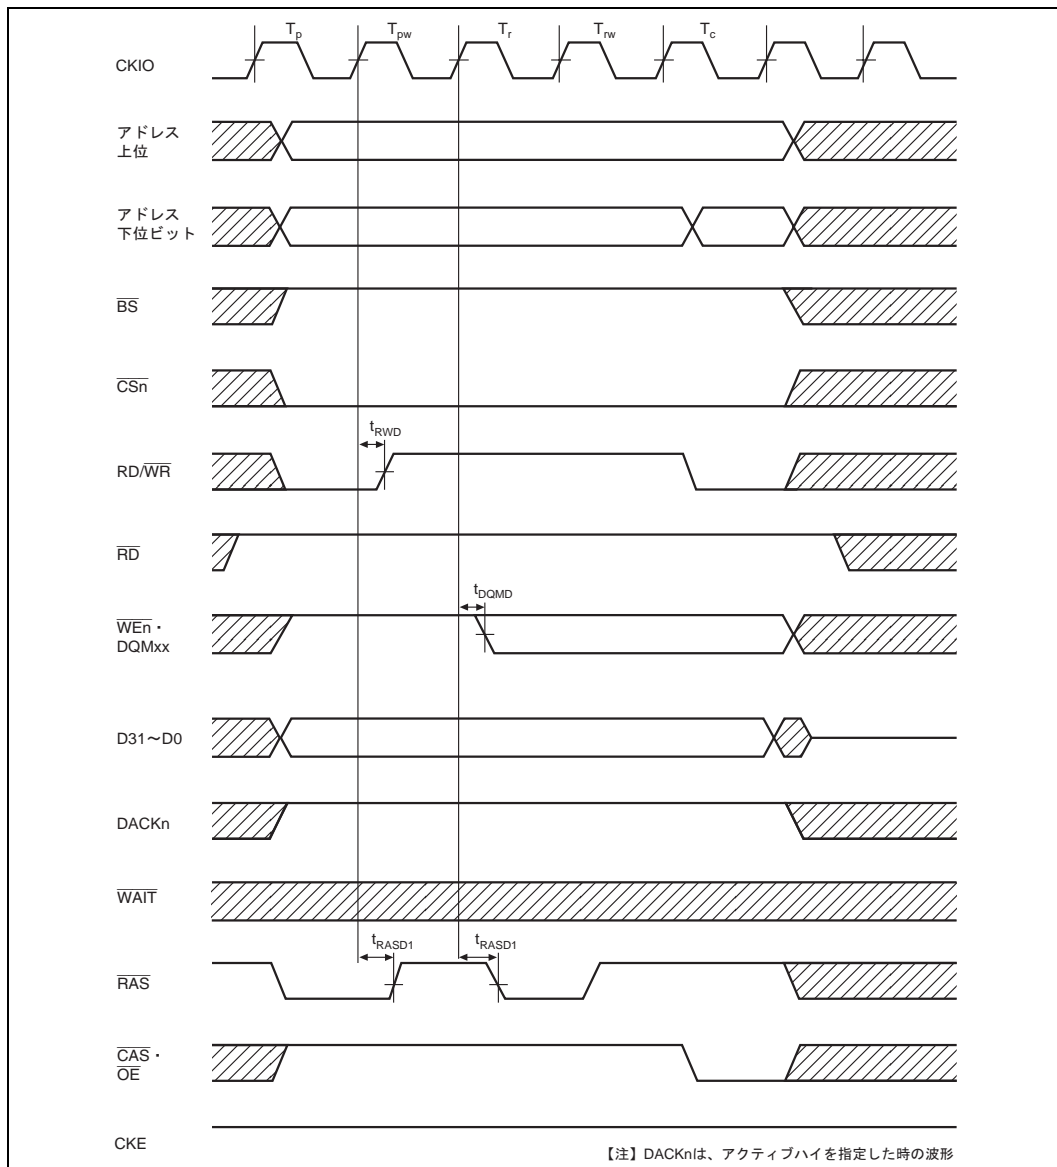 Tp Tpw Tr Trw Tc
CKIO
アドレス
上位
アドレス
下位ビット
BS
CSn
tRWD
RD/WR
RD
tDQMD
WEn・
DQMxx
D31～D0
DACKn
WAIT
tRASD1 tRASD1
RAS
CAS・
OE
CKE
【注】DACKnは、アクティブハイを指定した時の波形